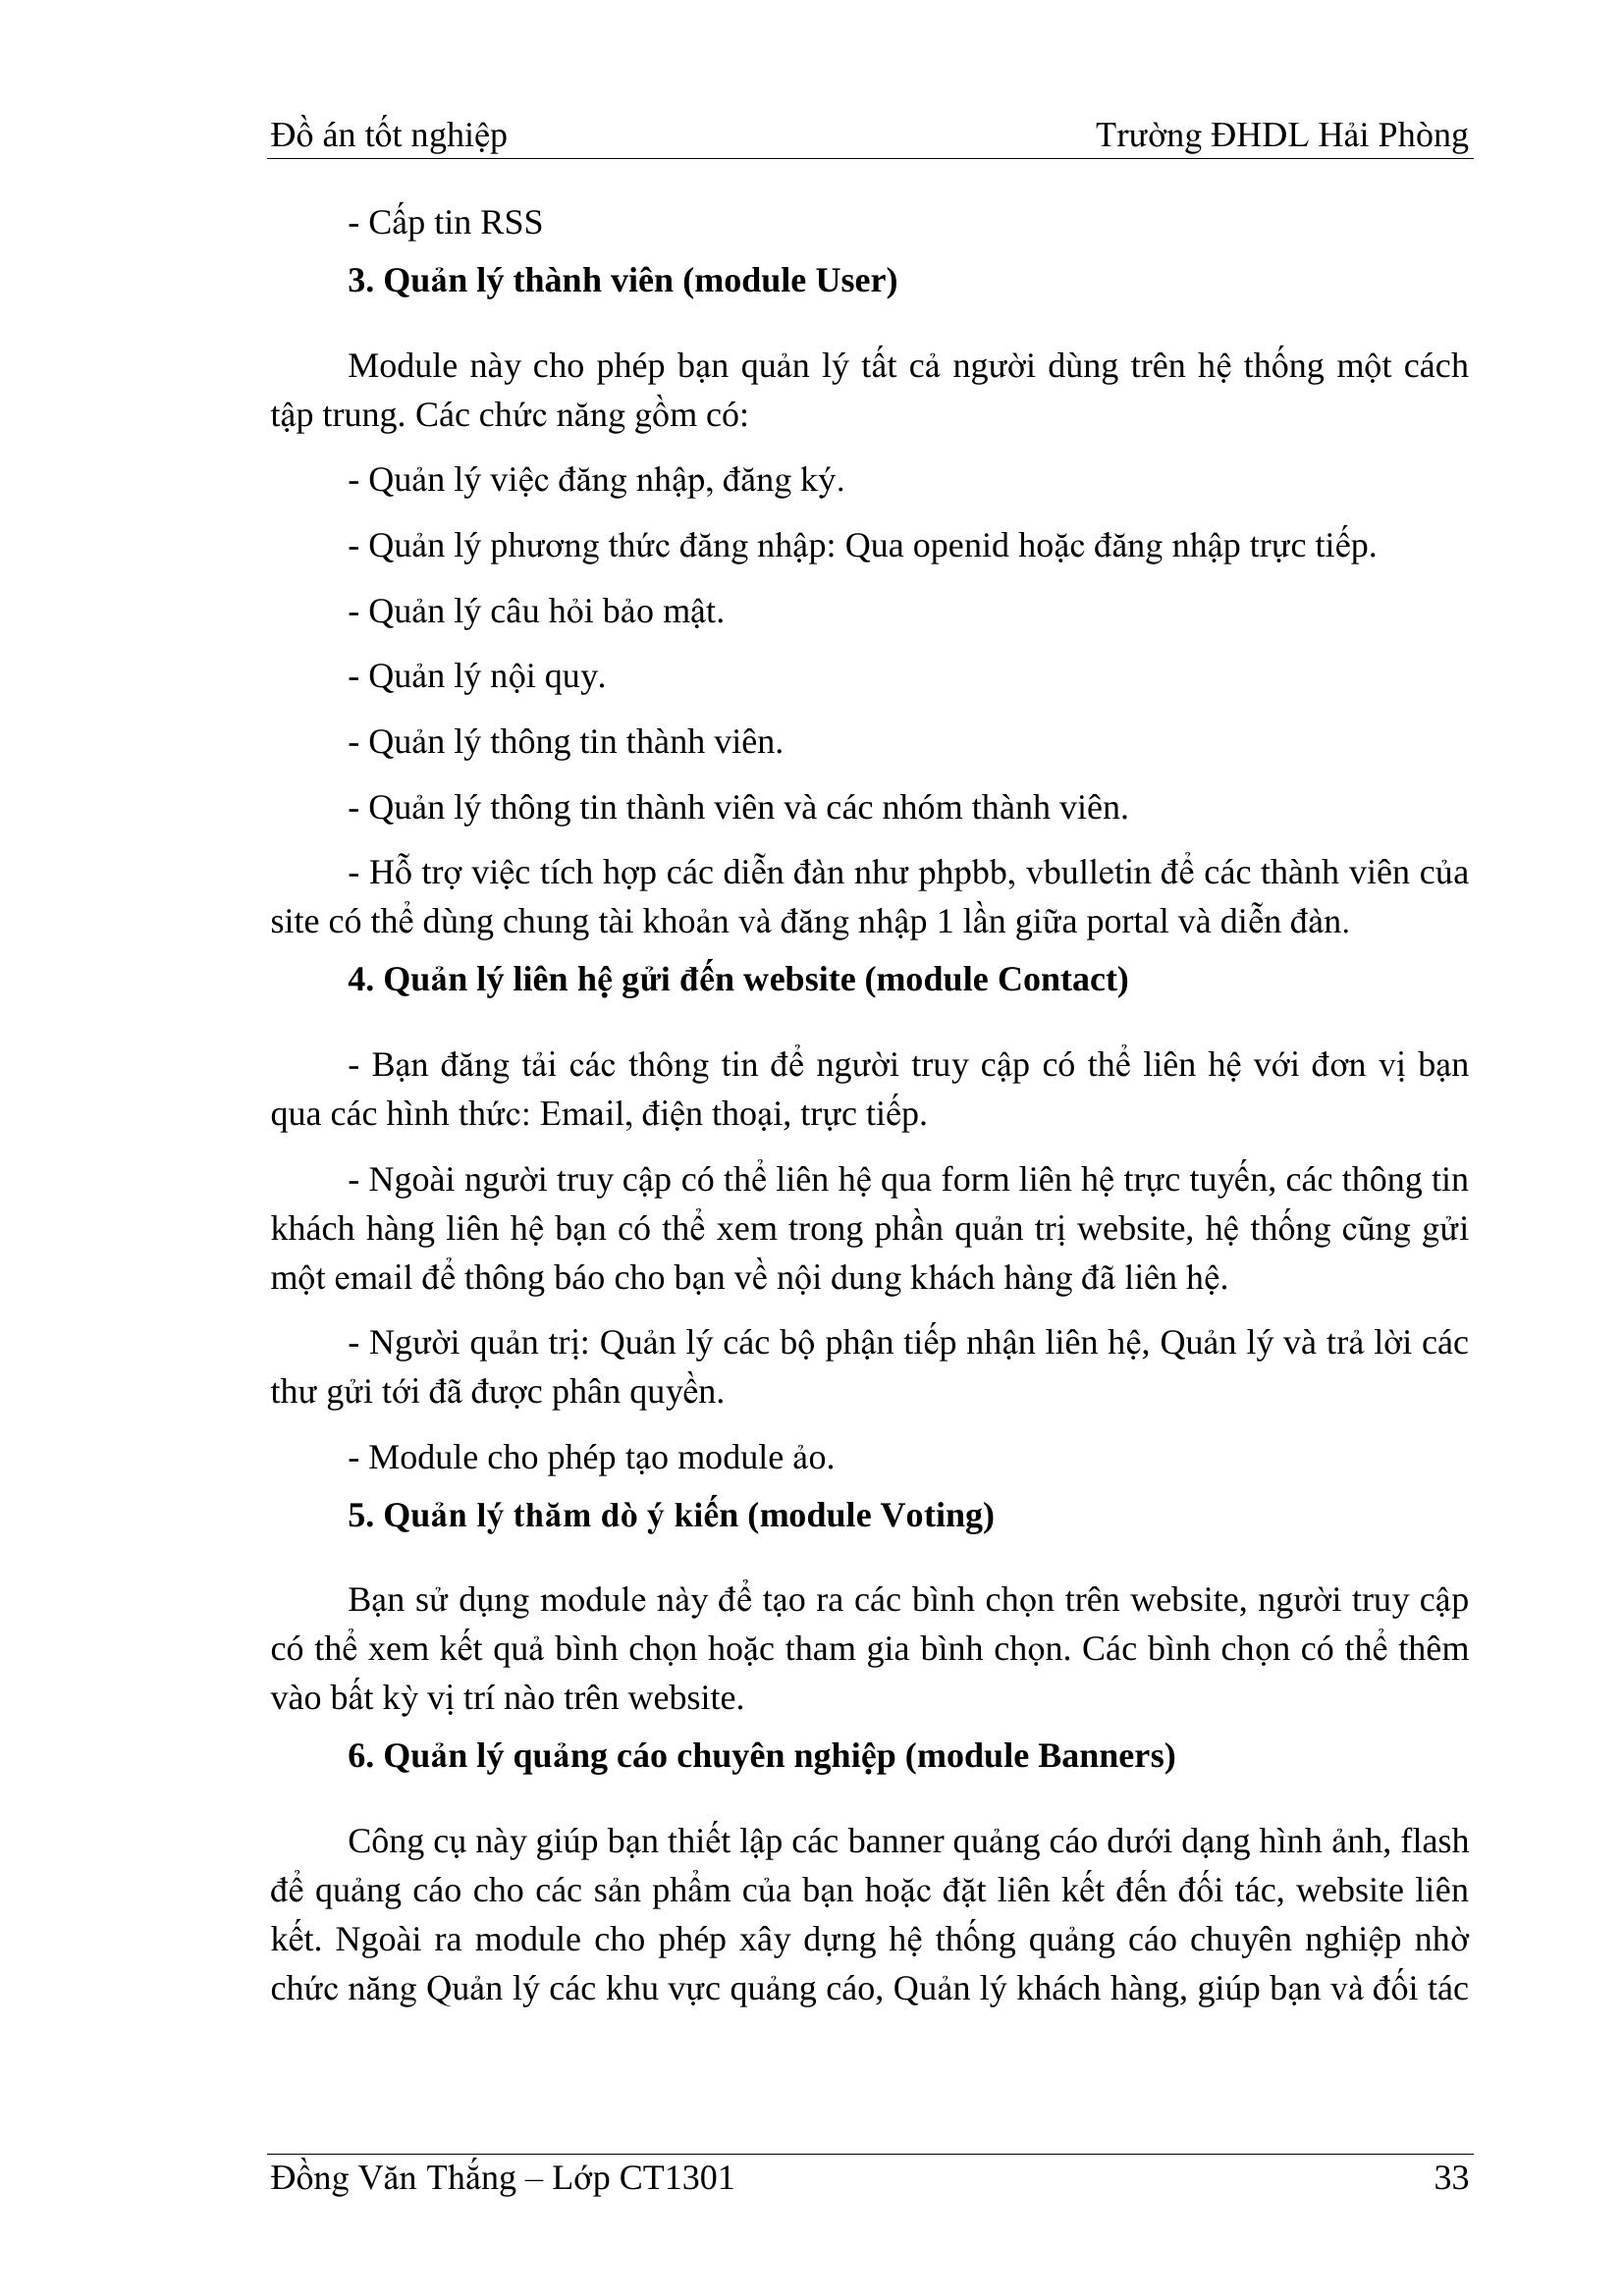 Đồ án tốt nghiệp Trường ĐHDL Hải Phòng
- Cấp tin RSS
3. Quản lý thành viên (module User)
Module này cho phép bạn quản lý tất cả người dùng trên hệ thống một cách
tập trung. Các chức năng gồm có:
- Quản lý việc đăng nhập, đăng ký.
- Quản lý phương thức đăng nhập: Qua openid hoặc đăng nhập trực tiếp.
- Quản lý câu hỏi bảo mật.
- Quản lý nội quy.
- Quản lý thông tin thành viên.
- Quản lý thông tin thành viên và các nhóm thành viên.
- Hỗ trợ việc tích hợp các diễn đàn như phpbb, vbulletin để các thành viên của
site có thể dùng chung tài khoản và đăng nhập 1 lần giữa portal và diễn đàn.
4. Quản lý liên hệ gửi đến website (module Contact)
- Bạn đăng tải các thông tin để người truy cập có thể liên hệ với đơn vị bạn
qua các hình thức: Email, điện thoại, trực tiếp.
- Ngoài người truy cập có thể liên hệ qua form liên hệ trực tuyến, các thông tin
khách hàng liên hệ bạn có thể xem trong phần quản trị website, hệ thống cũng gửi
một email để thông báo cho bạn về nội dung khách hàng đã liên hệ.
- Người quản trị: Quản lý các bộ phận tiếp nhận liên hệ, Quản lý và trả lời các
thư gửi tới đã được phân quyền.
- Module cho phép tạo module ảo.
5. Quản lý thăm dò ý kiến (module Voting)
Bạn sử dụng module này để tạo ra các bình chọn trên website, người truy cập
có thể xem kết quả bình chọn hoặc tham gia bình chọn. Các bình chọn có thể thêm
vào bất kỳ vị trí nào trên website.
6. Quản lý quảng cáo chuyên nghiệp (module Banners)
Công cụ này giúp bạn thiết lập các banner quảng cáo dưới dạng hình ảnh, flash
để quảng cáo cho các sản phẩm của bạn hoặc đặt liên kết đến đối tác, website liên
kết. Ngoài ra module cho phép xây dựng hệ thống quảng cáo chuyên nghiệp nhờ
chức năng Quản lý các khu vực quảng cáo, Quản lý khách hàng, giúp bạn và đối tác
Đồng Văn Thắng – Lớp CT1301 33